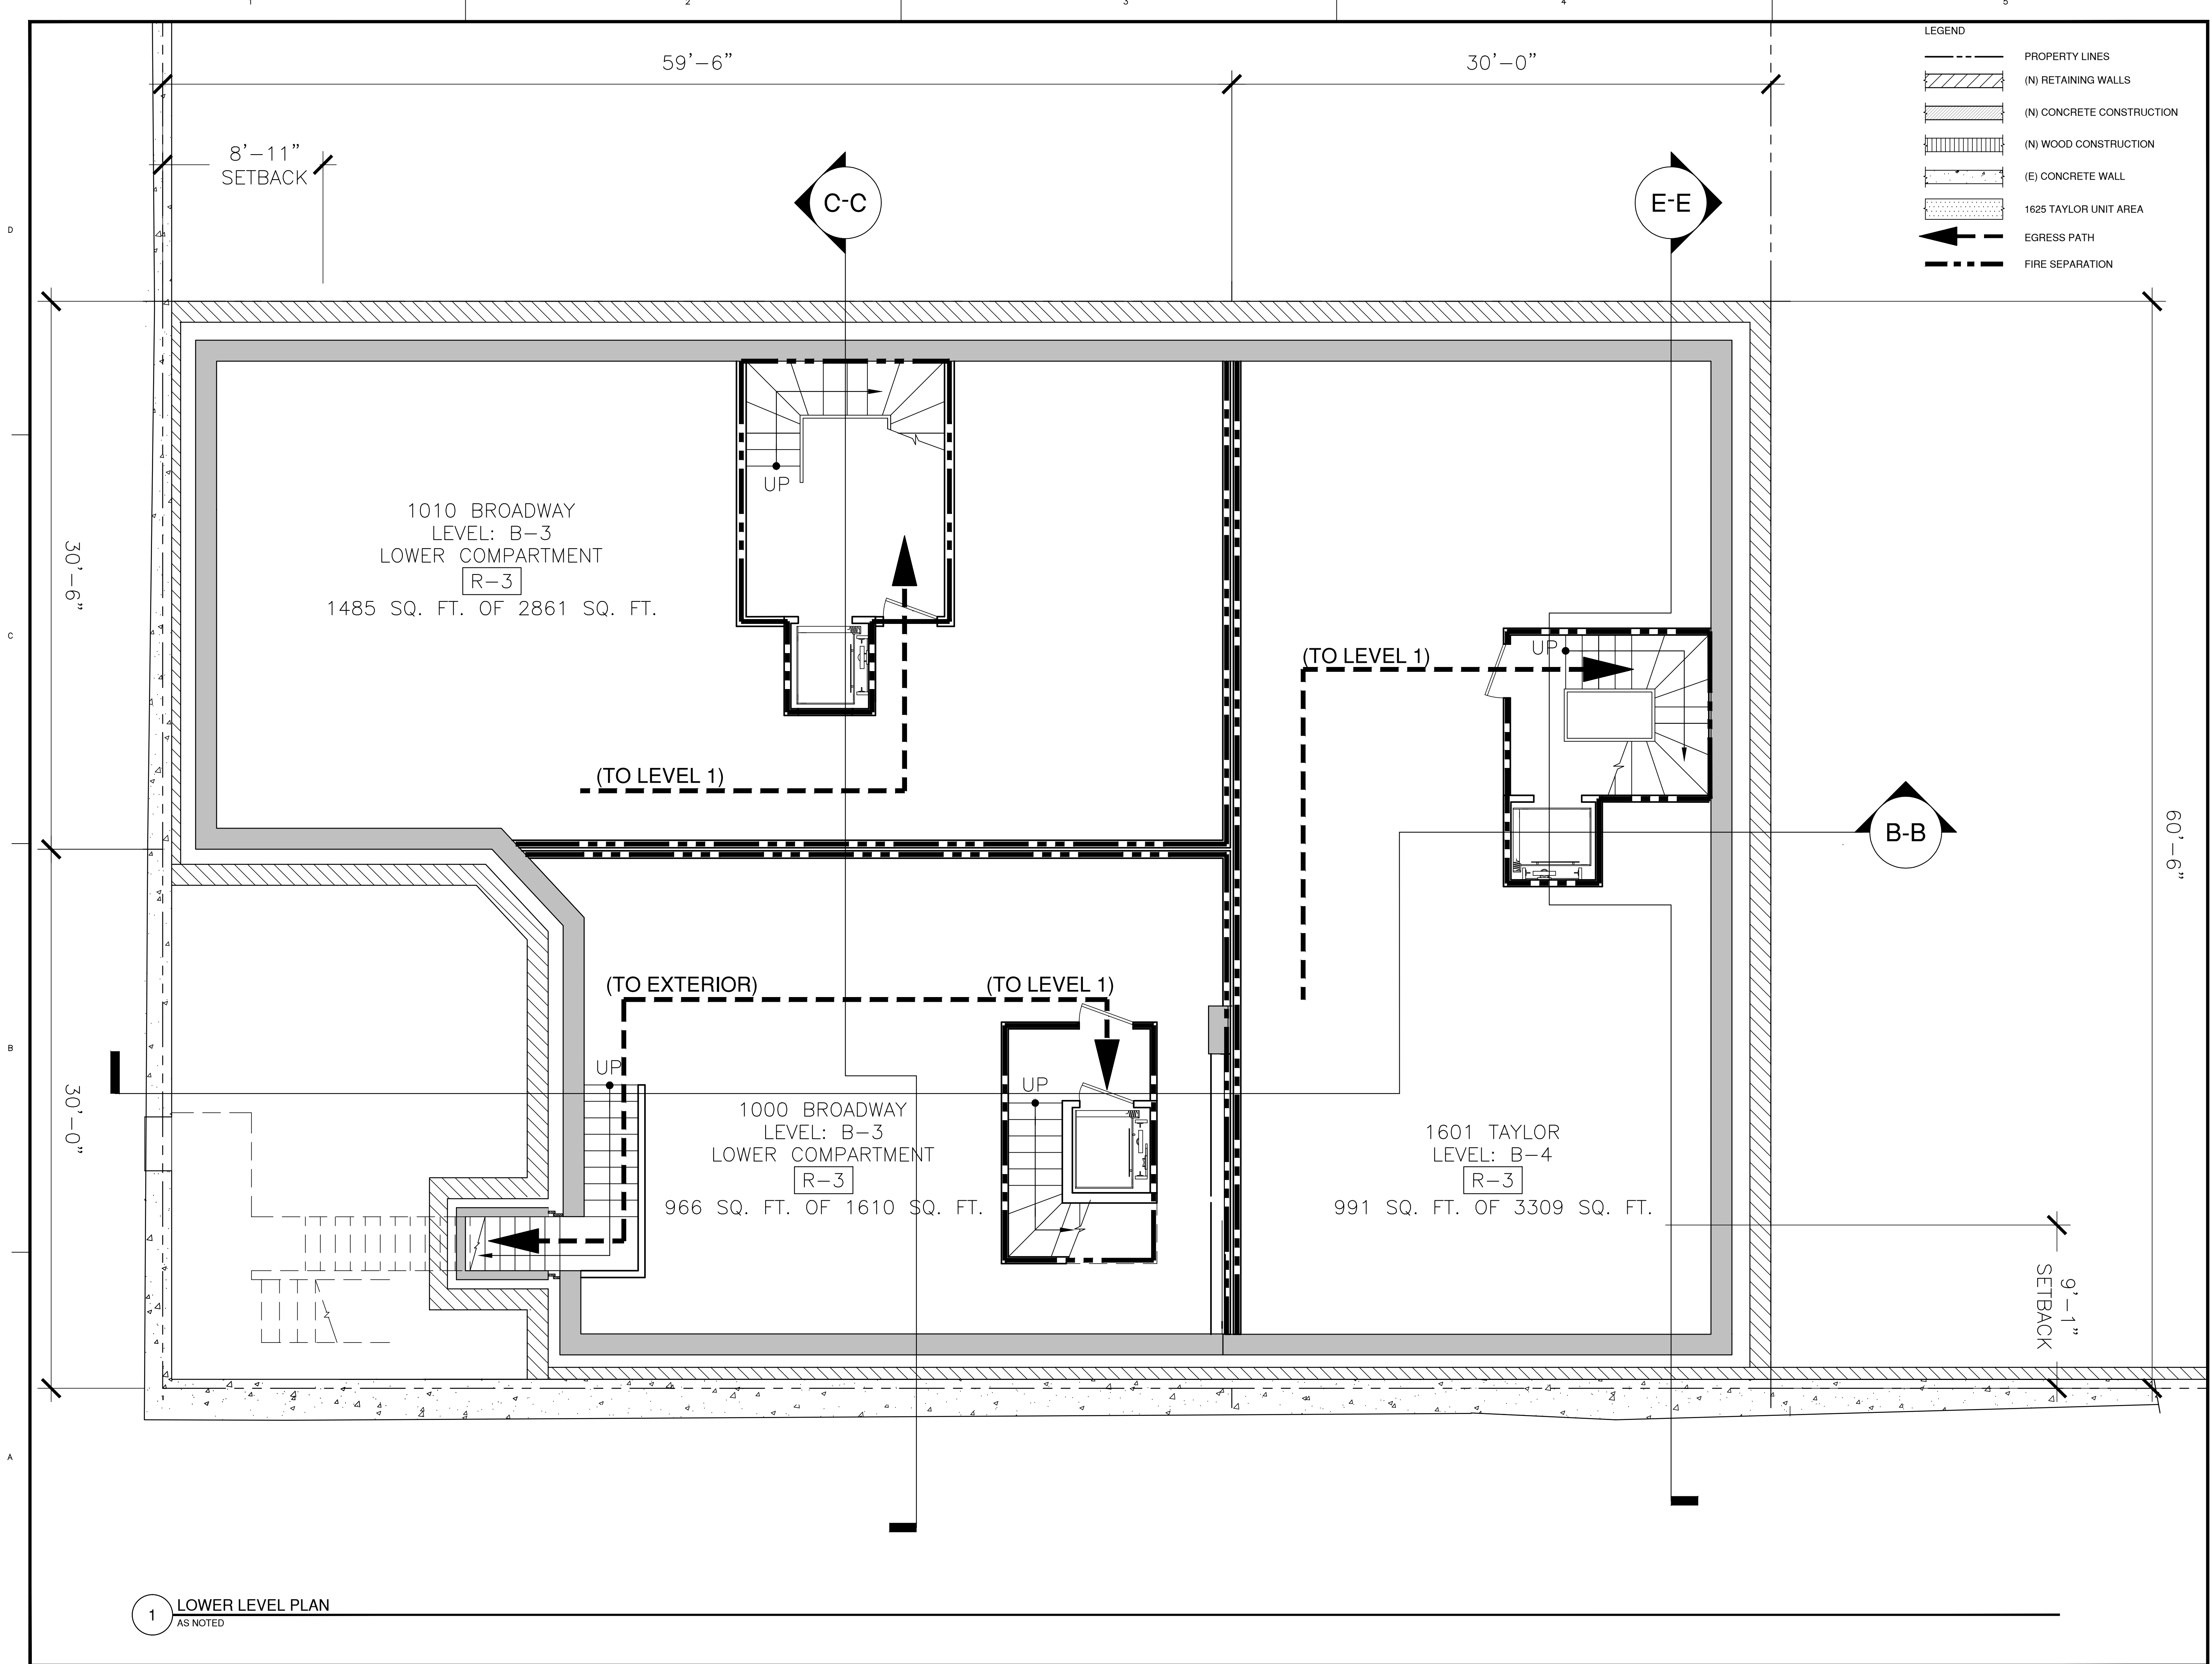 1
2
3
4
5
LEGEND
PROPERTY LINES
(N) RETAINING WALLS
(N) CONCRETE CONSTRUCTION
(N) WOOD CONSTRUCTION
(E) CONCRETE WALL
1625 TAYLOR UNIT AREA
EGRESS PATH
FIRE SEPARATION
59'-6"
30'-0"
8'-11"
SETBACK
C-C
E-E
D
C
B
A
UP
1010 BROADWAY
LEVEL: B-3
LOWER COMPARTMENT
R-3
1485 SQ. FT. OF 2861 SQ. FT.
30'-6"
(TO LEVEL 1)
(TO LEVEL 1)
UP
B-B
60'-6"
(TO EXTERIOR)
(TO LEVEL 1)
UP
UP
30'-0"
1000 BROADWAY
LEVEL: B-3
LOWER COMPARTMENT
R-3
966 SQ. FT. OF 1610 SQ. FT.
1601 TAYLOR
LEVEL: B-4
R-3
991 SQ. FT. OF 3309 SQ. FT.
9'-1"
SETBACK
1
LOWER LEVEL PLAN
AS NOTED